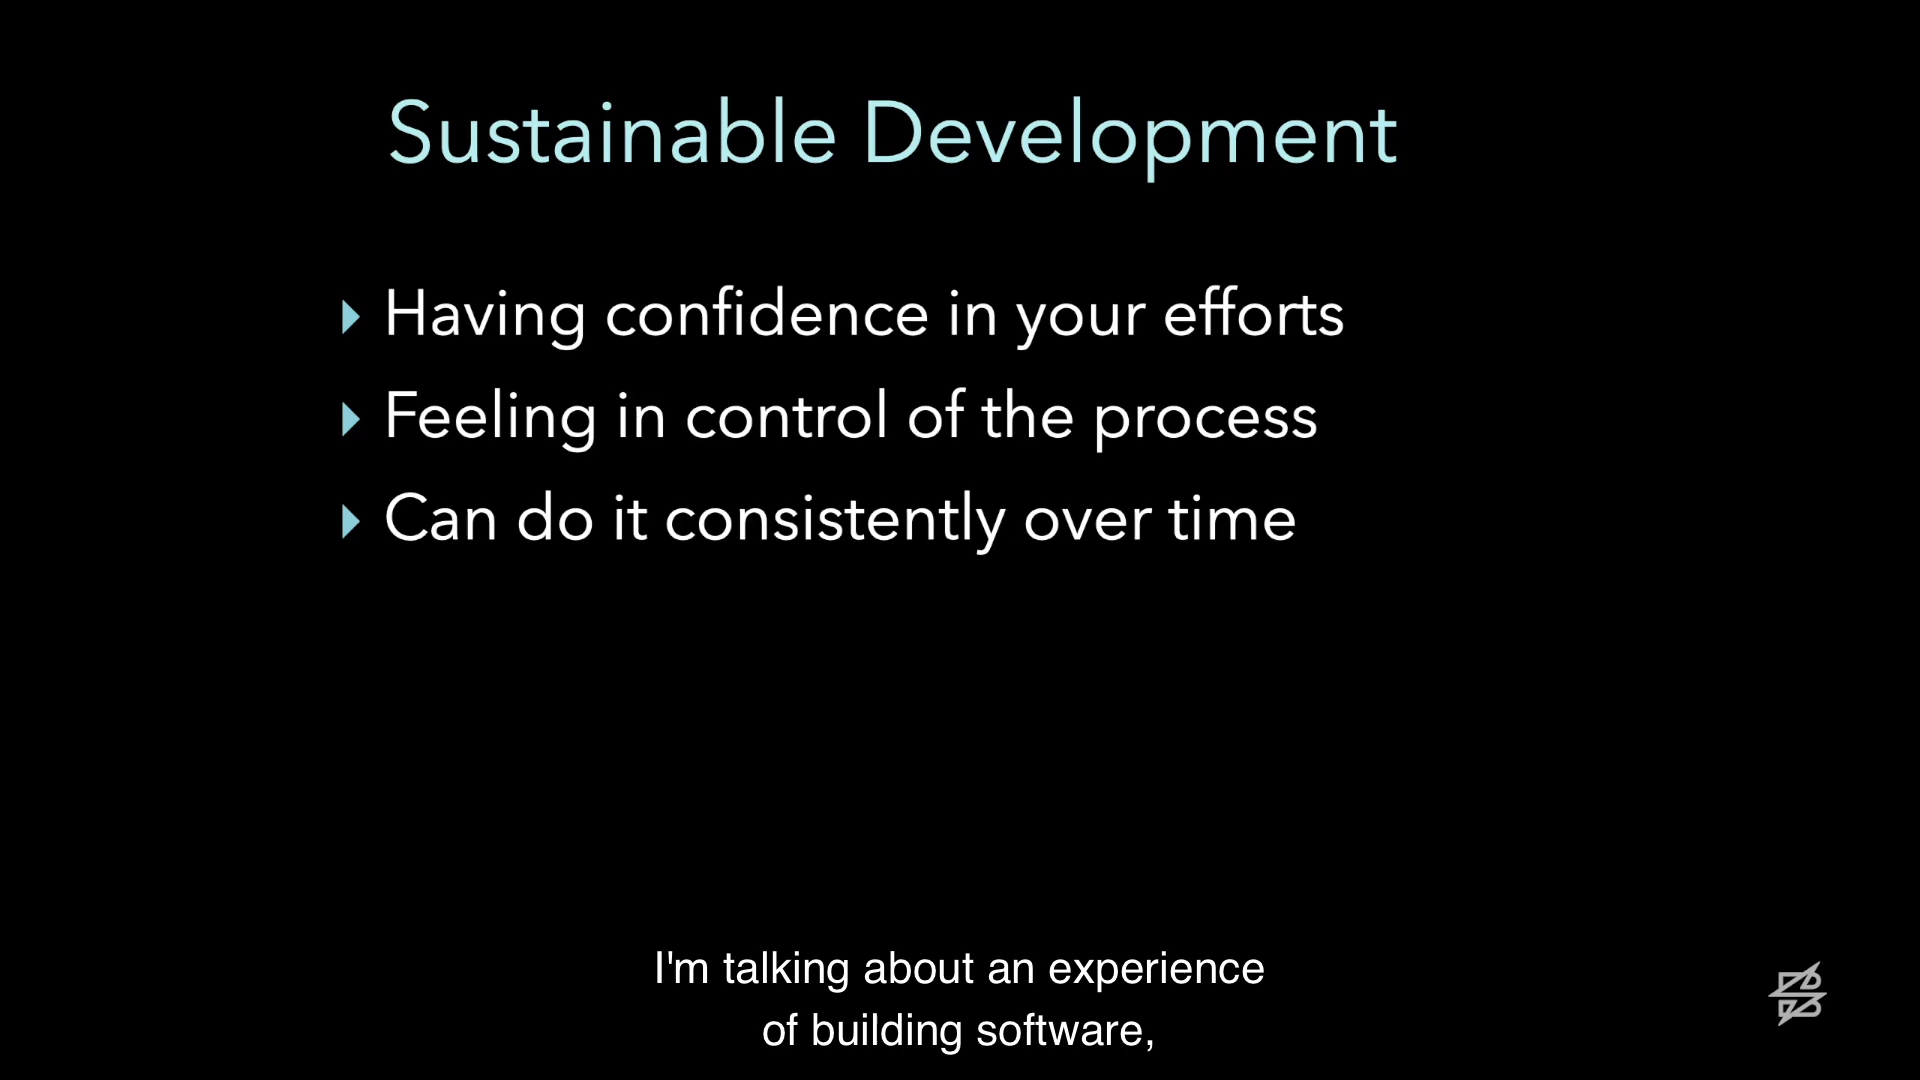 Sustainable Development
Having confidence in your efforts
Feeling in control of the process
Can do it consistently over time
I'm talking about an experience
of building software,